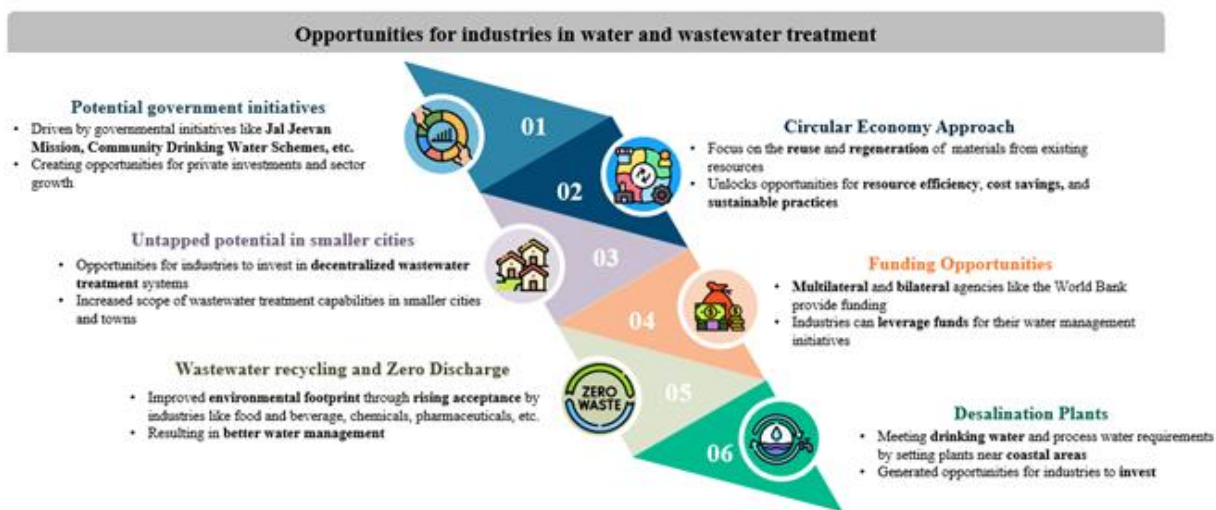 Opportunities for industries in water and wastewater treatment
Potential government initiatives
• Driven by governmental initiatives like Jal Jeevan
Mission, Community Drinking Water Schemes, etc.
• Creating opportunities for private investments and sector
growth
01
Circular Economy Approach
• Focus on the reuse and regeneration of materials from existing
resources
• Unlocks opportunities for resource efficiency, cost savings, and
sustainable practices
02
Untapped potential in smaller cities
• Opportunities for industries to invest in decentralized wastewater
treatment systems
• Increased scope of wastewater treatment capabilities in smaller cities
and towns
03
Funding Opportunities
• Multilateral and bilateral agencies like the World Bank
provide funding
• Industries can leverage funds for their water management
initiatives
04
Wastewater recycling and Zero Discharge
• Improved environmental footprint through rising acceptance by
industries like food and beverage, chemicals, pharmaceuticals, etc.
• Resulting in better water management
ZERO
WASTE
05
Desalination Plants
• Meeting drinking water and process water requirements
by setting plants near coastal areas
• Generated opportunities for industries to invest
06